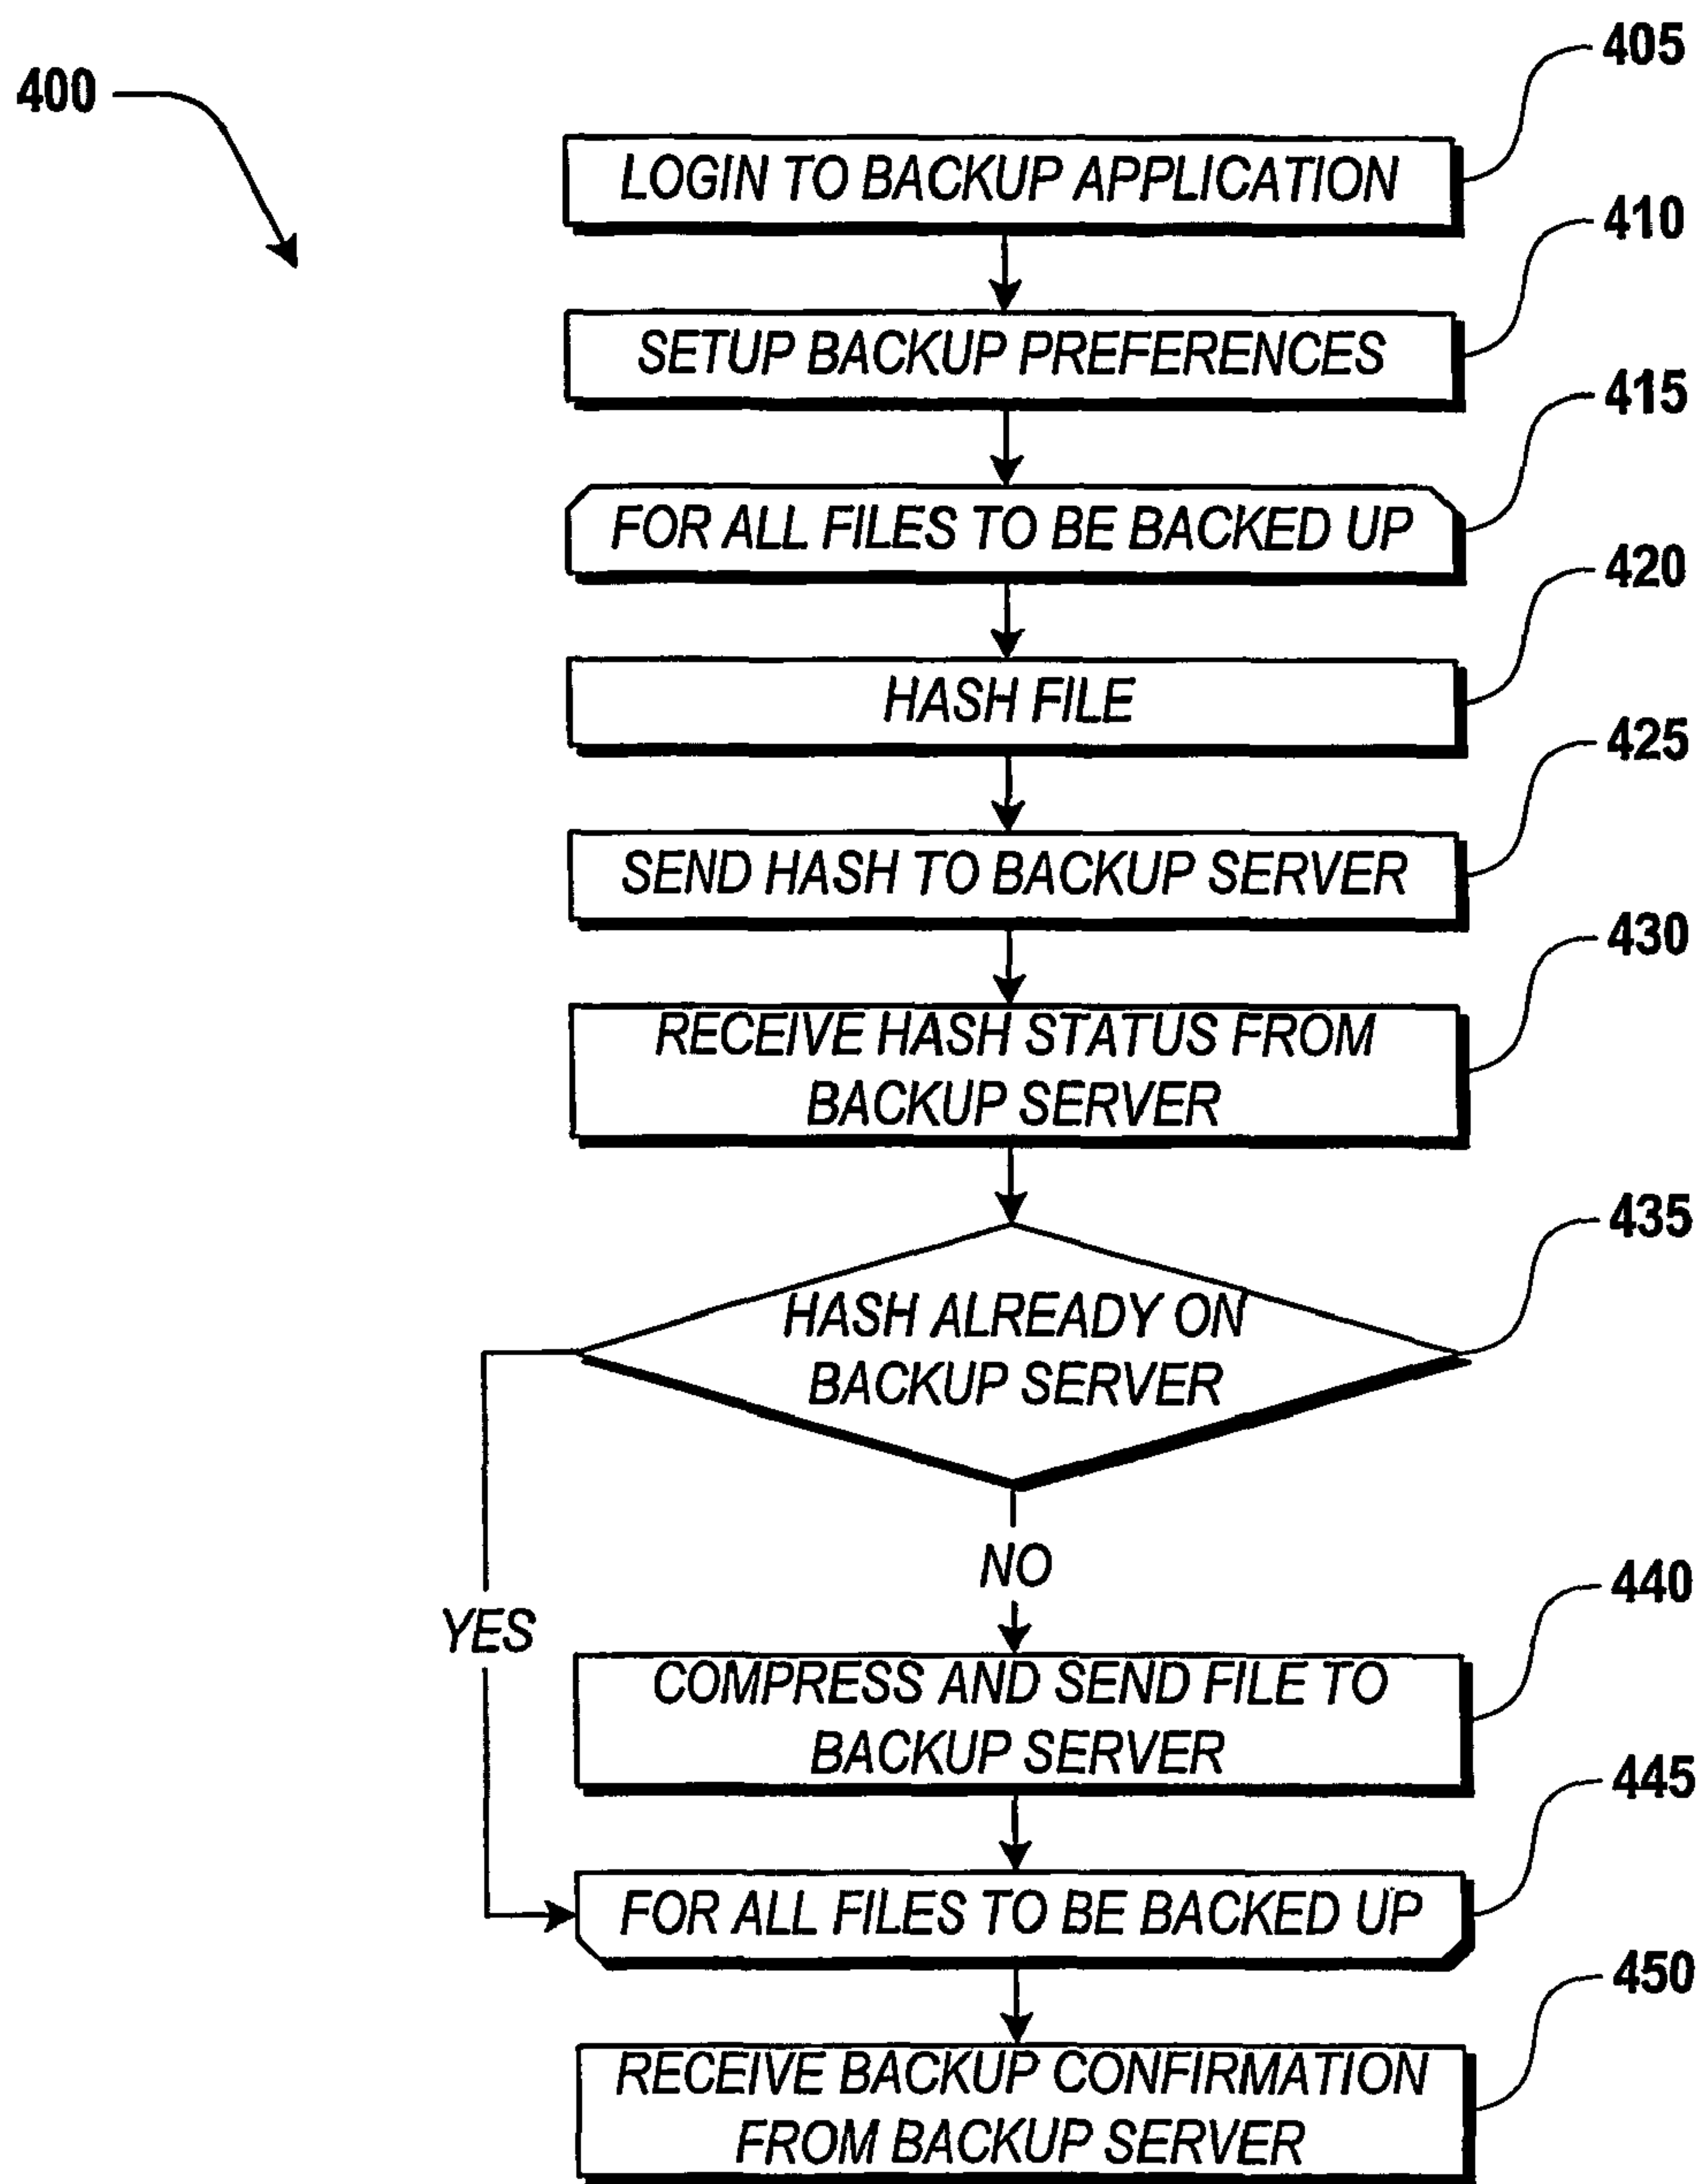 400
405
LOGIN TO BACKUP APPLICATION
410
SETUP BACKUP PREFERENCES
415
FOR ALL FILES TO BE BACKED UP
420
HASH FILE
425
SEND HASH TO BACKUP SERVER
430
RECEIVE HASH STATUS FROM
BACKUP SERVER
435
HASH ALREADY ON
BACKUP SERVER
NO
YES
440
COMPRESS AND SEND FILE TO
BACKUP SERVER
445
FOR ALL FILES TO BE BACKED UP
450
RECEIVE BACKUP CONFIRMATION
FROM BACKUP SERVER